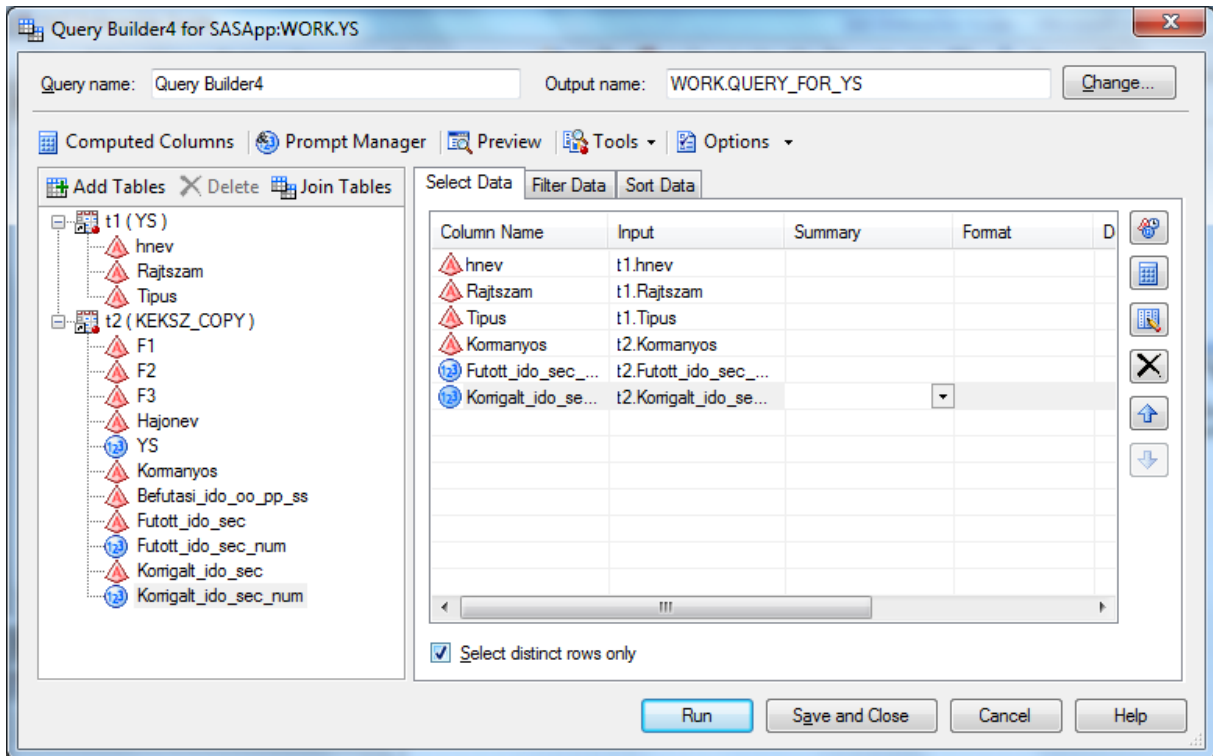 Query Builder4 for SASApp:WORK.YS
Query name: Query Builder4 Output name: WORK.QUERY_FOR_YS Change...
Computed Columns Prompt Manager Preview Tools Options
Add Tables Delete Join Tables
t1 ( YS )
hnev
Rajtszam
Tipus
t2 ( KEKSZ_COPY )
F1
F2
F3
Hajonev
YS
Kormanyos
Befutasi_ido_oo_pp_ss
Futott_ido_sec
Futott_ido_sec_num
Korrigalt_ido_sec
Korrigalt_ido_sec_num
Select Data Filter Data Sort Data
Column Name Input Summary Format D
hnev t1.hnev
Rajtszam t1.Rajtszam
Tipus t1.Tipus
Kormanyos t2.Kormanyos
Futott_ido_sec_... t2.Futott_ido_sec_...
Korrigalt_ido_se... t2.Korrigalt_ido_se...
Select distinct rows only
Run Save and Close Cancel Help